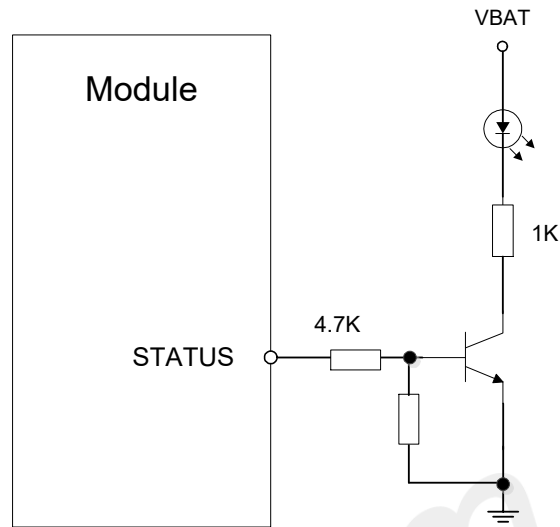 VBAT
Module
1K
4.7K
STATUS